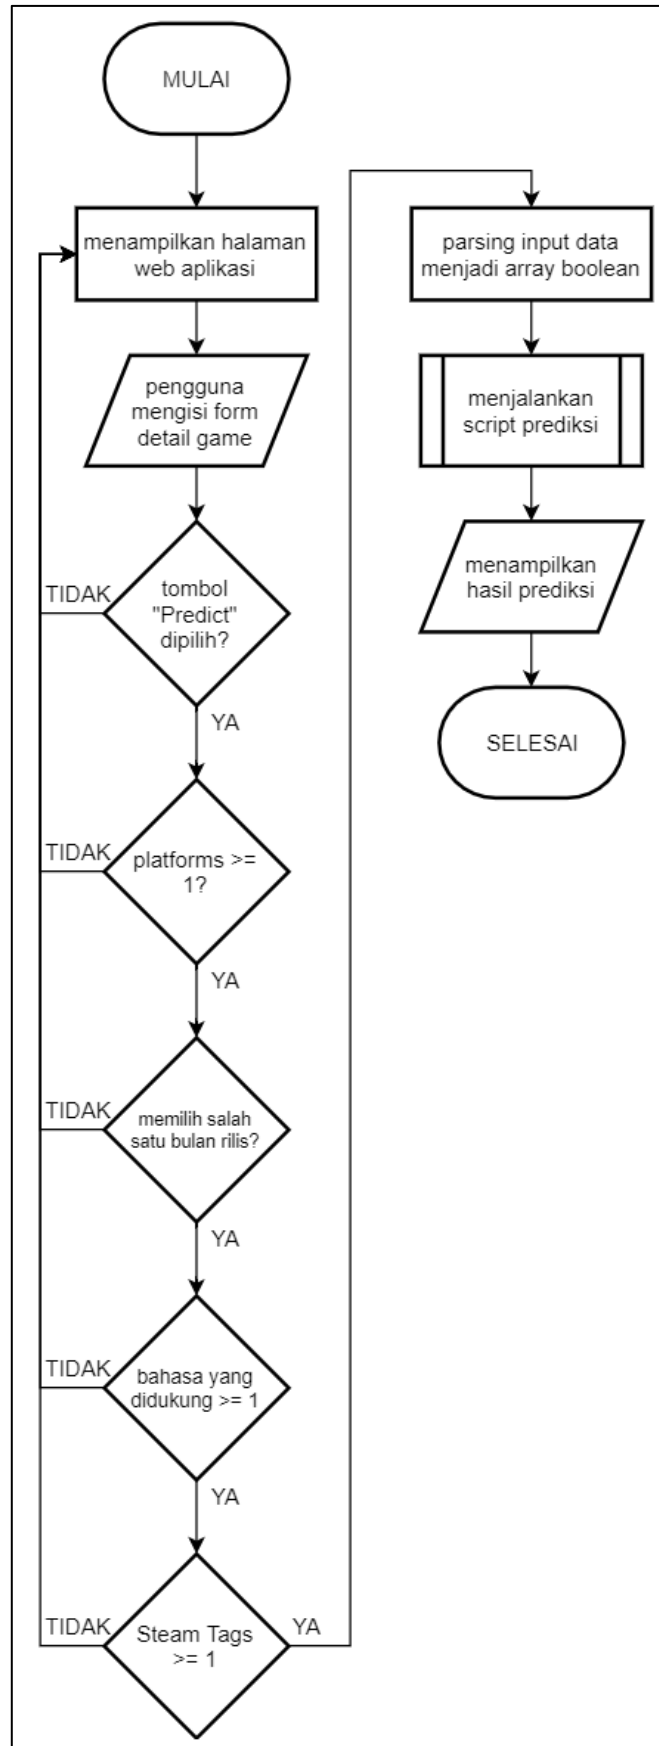 MULAI
menampilkan halaman
web aplikasi
pengguna
mengisi form
detail game
TIDAK
tombol
"Predict"
dipilih?
YA
TIDAK
platforms >=
1?
YA
TIDAK
memilih salah
satu bulan rilis?
YA
TIDAK
bahasa yang
didukung >= 1
YA
TIDAK
Steam Tags
>= 1
YA
parsing input data
menjadi array boolean
menjalankan
script prediksi
menampilkan
hasil prediksi
SELESAI